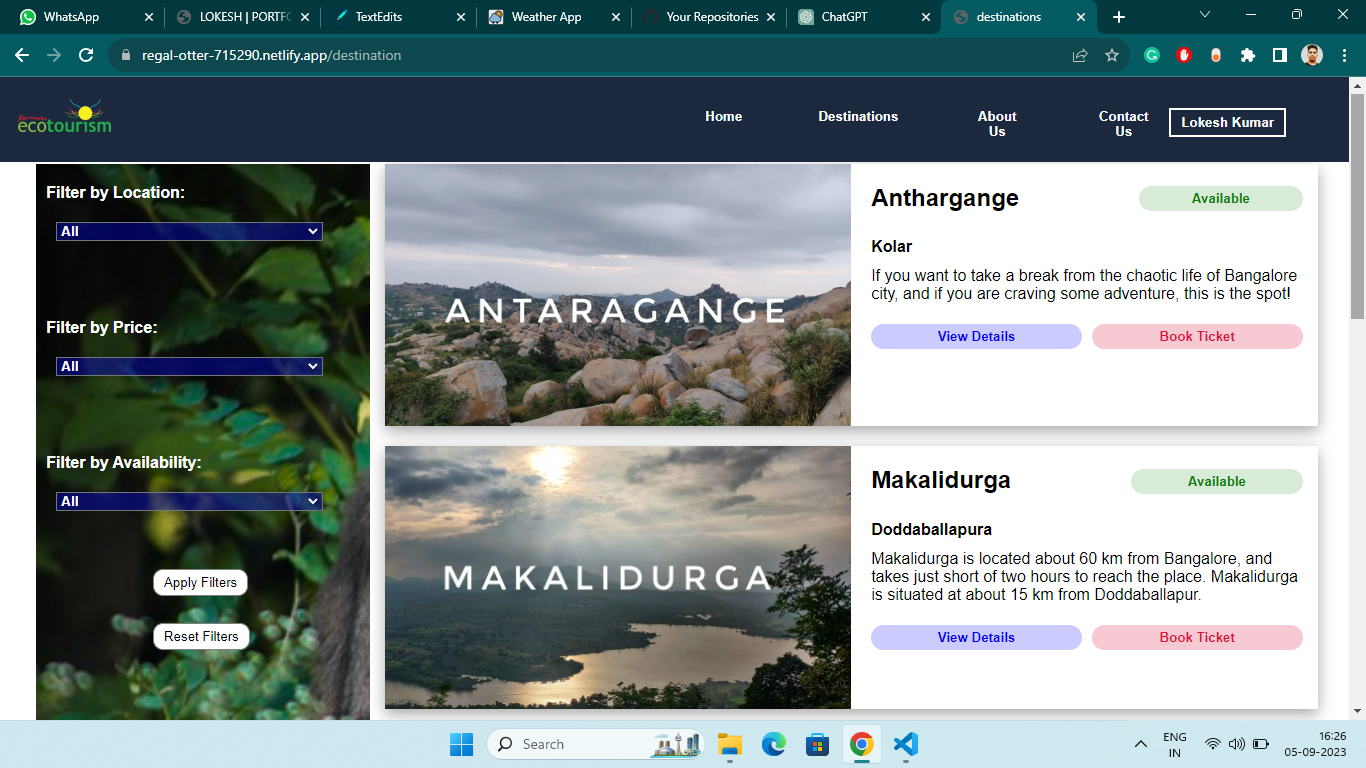 WhatsApp
LOKESH | PORTFO
TextEdits
Weather App
Your Repositories
ChatGPT
destinations
regal-otter-715290.netlify.app/destination
ecotourism
Home
Destinations
About
Us
Contact
Us
Lokesh Kumar
Filter by Location:
All
Filter by Price:
All
Filter by Availability:
All
Apply Filters
Reset Filters
ANTARAGANGE
Anthargange
Available
Kolar
If you want to take a break from the chaotic life of Bangalore
city, and if you are craving some adventure, this is the spot!
View Details
Book Ticket
MAKALIDURGA
Makalidurga
Available
Doddaballapura
Makalidurga is located about 60 km from Bangalore, and
takes just short of two hours to reach the place. Makalidurga
is situated at about 15 km from Doddaballapur.
View Details
Book Ticket
Search
ENG
IN
16:26
05-09-2023